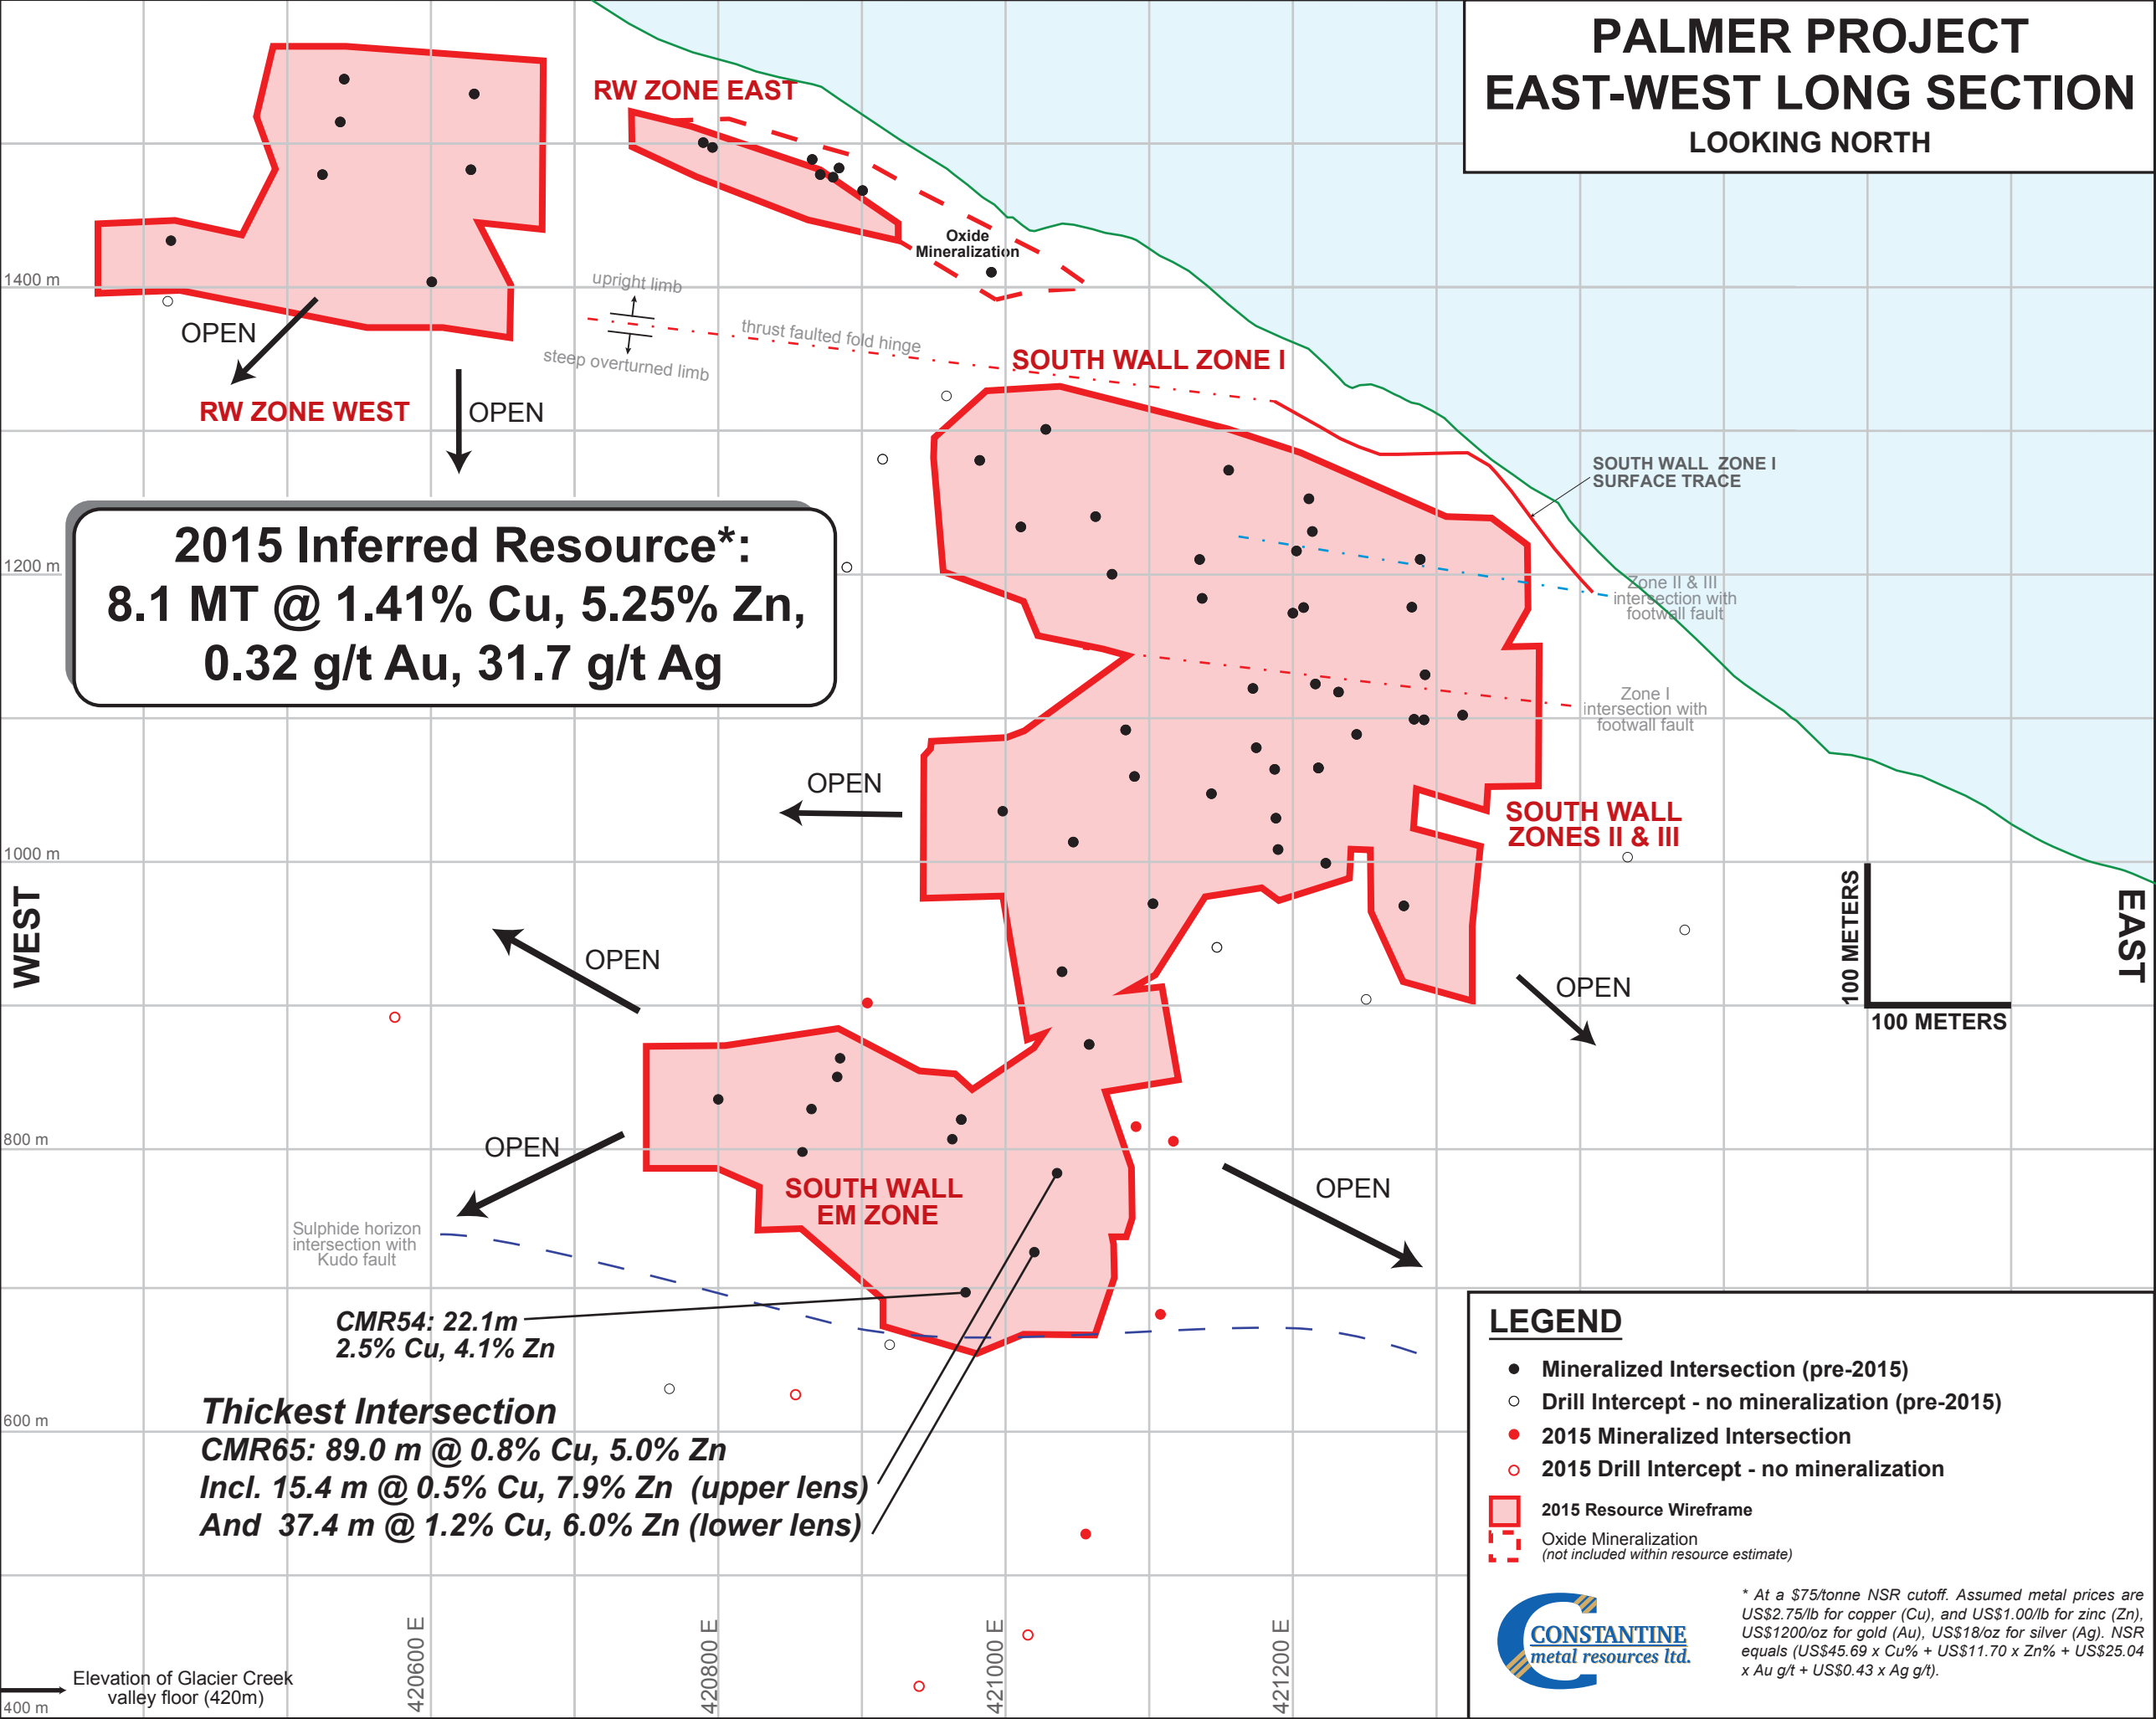 PALMER PROJECT
EAST-WEST LONG SECTION
LOOKING NORTH
RW ZONE EAST
Oxide
Mineralization
1400 m
upright limb
thrust faulted fold hinge
steep overturned limb
OPEN
RW ZONE WEST
OPEN
SOUTH WALL ZONE I
SOUTH WALL  ZONE I
SURFACE TRACE
2015 Inferred Resource*:
8.1 MT @ 1.41% Cu, 5.25% Zn,
0.32 g/t Au, 31.7 g/t Ag
1200 m
Zone II & III
intersection with
footwall fault
Zone I
intersection with
footwall fault
OPEN
SOUTH WALL
ZONES II & III
1000 m
WEST
EAST
100 METERS
100 METERS
OPEN
OPEN
800 m
OPEN
SOUTH WALL
EM ZONE
OPEN
Sulphide horizon
intersection with
Kudo fault
CMR54: 22.1m
2.5% Cu, 4.1% Zn
Thickest Intersection
CMR65: 89.0 m @ 0.8% Cu, 5.0% Zn
Incl. 15.4 m @ 0.5% Cu, 7.9% Zn  (upper lens)
And  37.4 m @ 1.2% Cu, 6.0% Zn (lower lens)
600 m
LEGEND
Mineralized Intersection (pre-2015)
Drill Intercept - no mineralization (pre-2015)
2015 Mineralized Intersection
2015 Drill Intercept - no mineralization
2015 Resource Wireframe
Oxide Mineralization
(not included within resource estimate)
CONSTANTINE
metal resources ltd.
* At a $75/tonne NSR cutoff. Assumed metal prices are
US$2.75/lb for copper (Cu), and US$1.00/lb for zinc (Zn),
US$1200/oz for gold (Au), US$18/oz for silver (Ag). NSR
equals (US$45.69 x Cu% + US$11.70 x Zn% + US$25.04
x Au g/t + US$0.43 x Ag g/t).
420600 E
420800 E
421000 E
421200 E
Elevation of Glacier Creek
valley floor (420m)
400 m